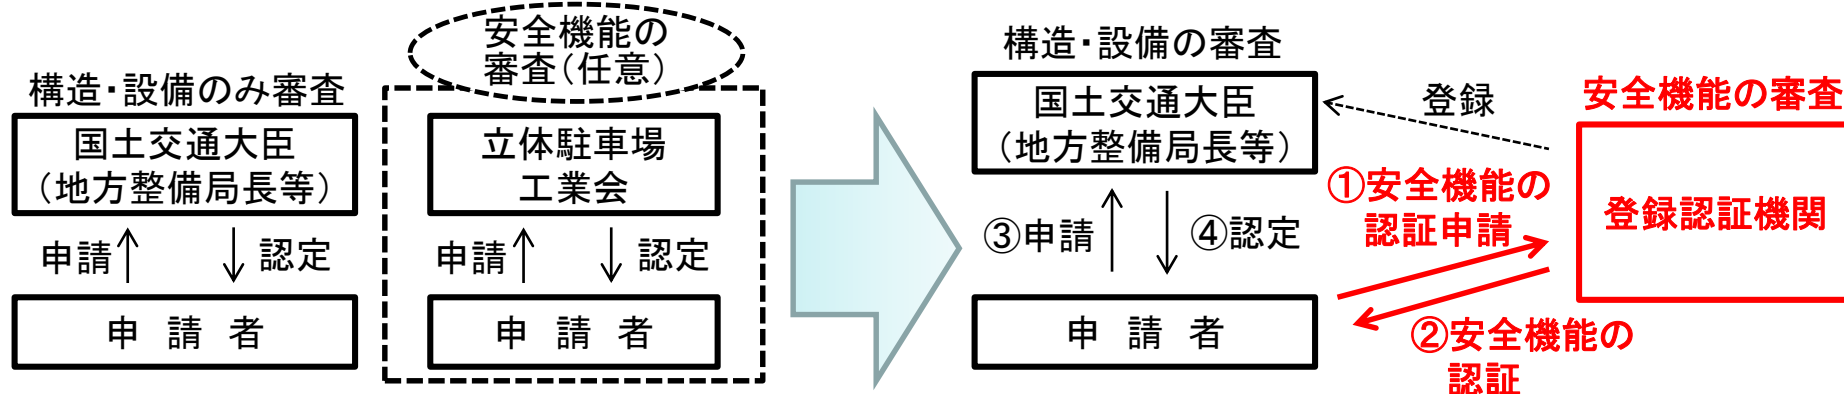 構造・設備のみ審査
国土交通大臣
（地方整備局長等）
申請
認定
申 請 者
安全機能の
審査（任意）
立体駐車場
工業会
申請
認定
申 請 者
構造・設備の審査
国土交通大臣
（地方整備局長等）
③申請
④認定
申 請 者
登録
①安全機能の
認証申請
②安全機能の
認証
安全機能の審査
登録認証機関